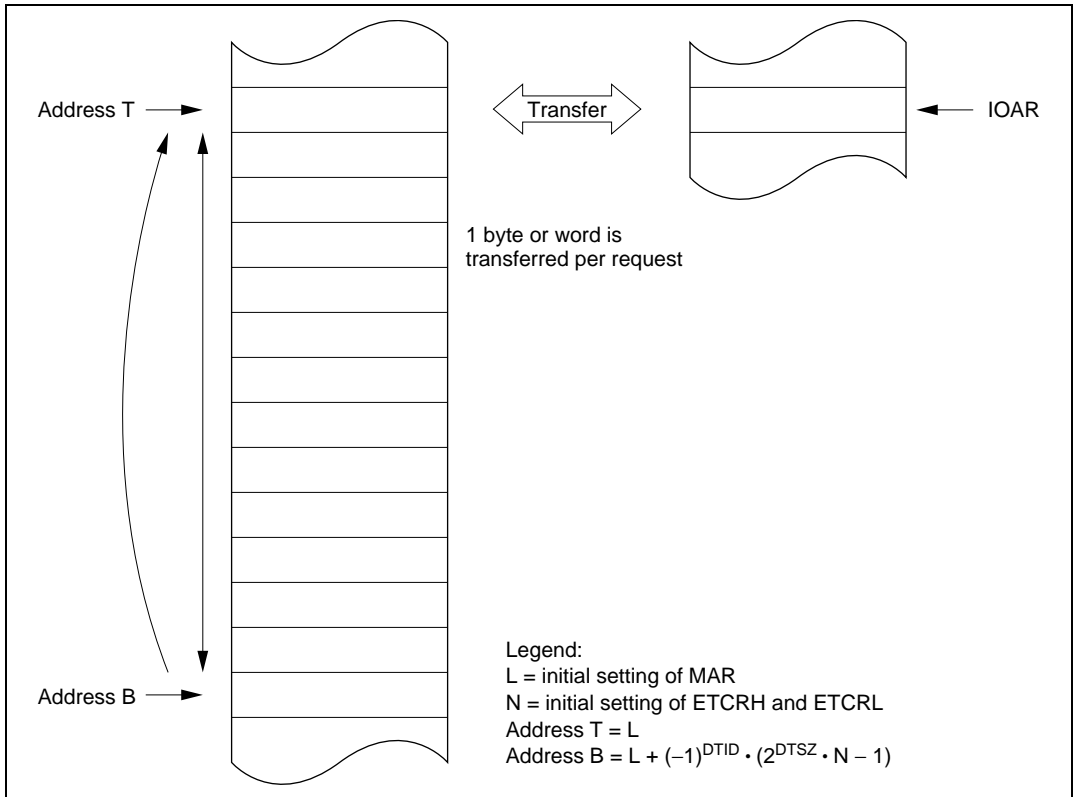 Address T
Transfer
IOAR
1 byte or word is
transferred per request
Address B
Legend:
L = initial setting of MAR
N = initial setting of ETCRH and ETCRL
Address T = L
Address B = L + (–1)^DTID • (2^DTSZ • N – 1)